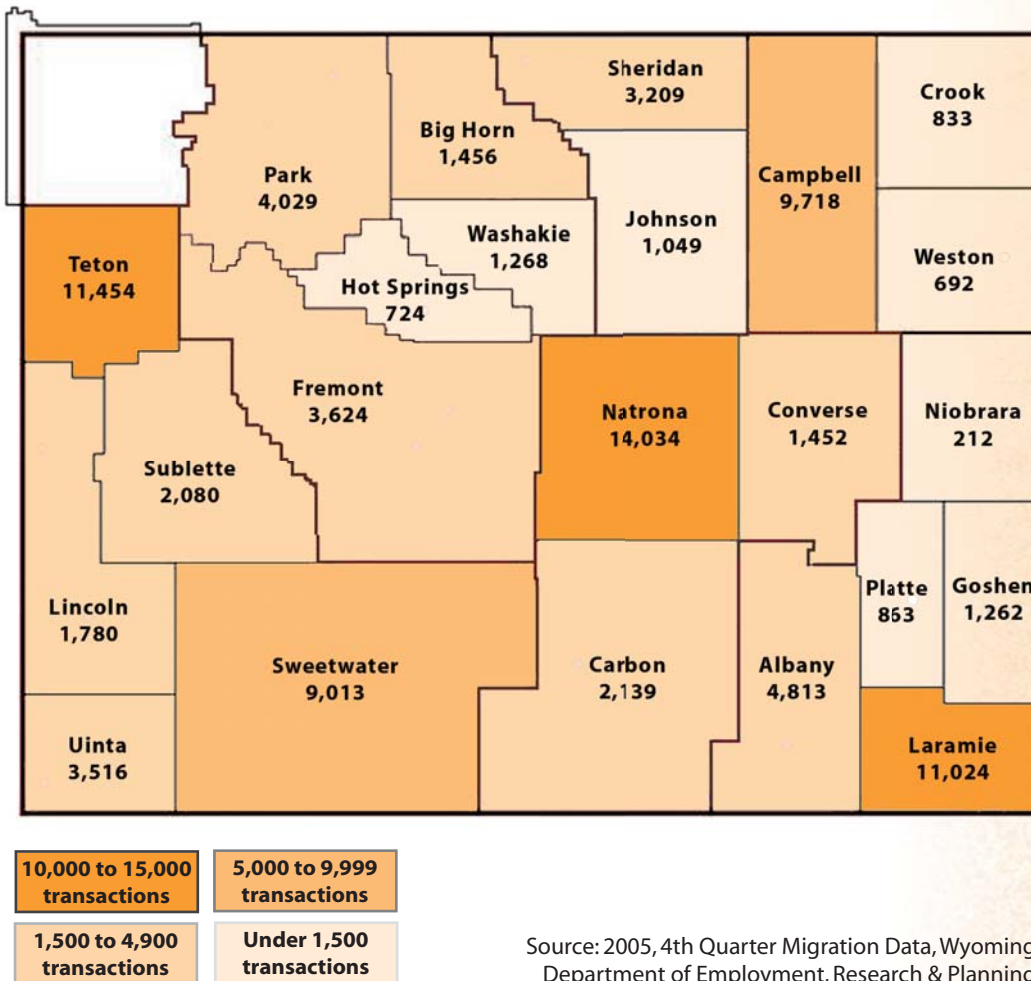 Sheridan
3,209
Crook
833
Big Horn
1,456
Park
4,029
Campbell
9,718
Johnson
1,049
Washakie
1,268
Weston
692
Teton
11,454
Hot Springs
724
Fremont
3,624
Natrona
14,034
Converse
1,452
Niobrara
212
Sublette
2,080
Lincoln
1,780
Platte
863
Goshen
1,262
Sweetwater
9,013
Carbon
2,139
Albany
4,813
Uinta
3,516
Laramie
11,024
10,000 to 15,000
transactions
5,000 to 9,999
transactions
1,500 to 4,900
transactions
Under 1,500
transactions
Source: 2005, 4th Quarter Migration Data, Wyoming
Department of Employment, Research & Planning